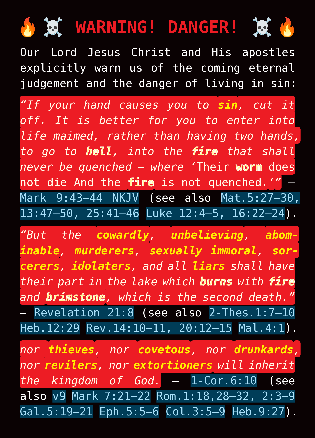 🔥☠️ WARNING! DANGER! ☠️🔥
Our Lord Jesus Christ and His apostles
explicitly warn us of the coming eternal
judgement and the danger of living in sin:
“If your hand causes you to sin, cut it
off. It is better for you to enter into
life maimed, rather than having two hands,
to go to hell, into the fire that shall
never be quenched — where ‘Their worm does
not die And the fire is not quenched.’” —
Mark 9:43–44 NKJV (see also Mat.5:27–30,
13:47–50, 25:41–46 Luke 12:4–5, 16:22–24).
“But the cowardly, unbelieving, abom-
inable, murderers, sexually immoral, sor-
cerers, idolaters, and all liars shall have
their part in the lake which burns with fire
and brimstone, which is the second death.”
— Revelation 21:8 (see also 2-Thes.1:7–10
Heb.12:29 Rev.14:10–11, 20:12–15 Mal.4:1).
nor thieves, nor covetous, nor drunkards,
nor revilers, nor extortioners will inherit
the kingdom of God. — 1-Cor.6:10 (see
also v9 Mark 7:21–22 Rom.1:18,28–32, 2:3–9
Gal.5:19–21 Eph.5:5–6 Col.3:5–9 Heb.9:27).